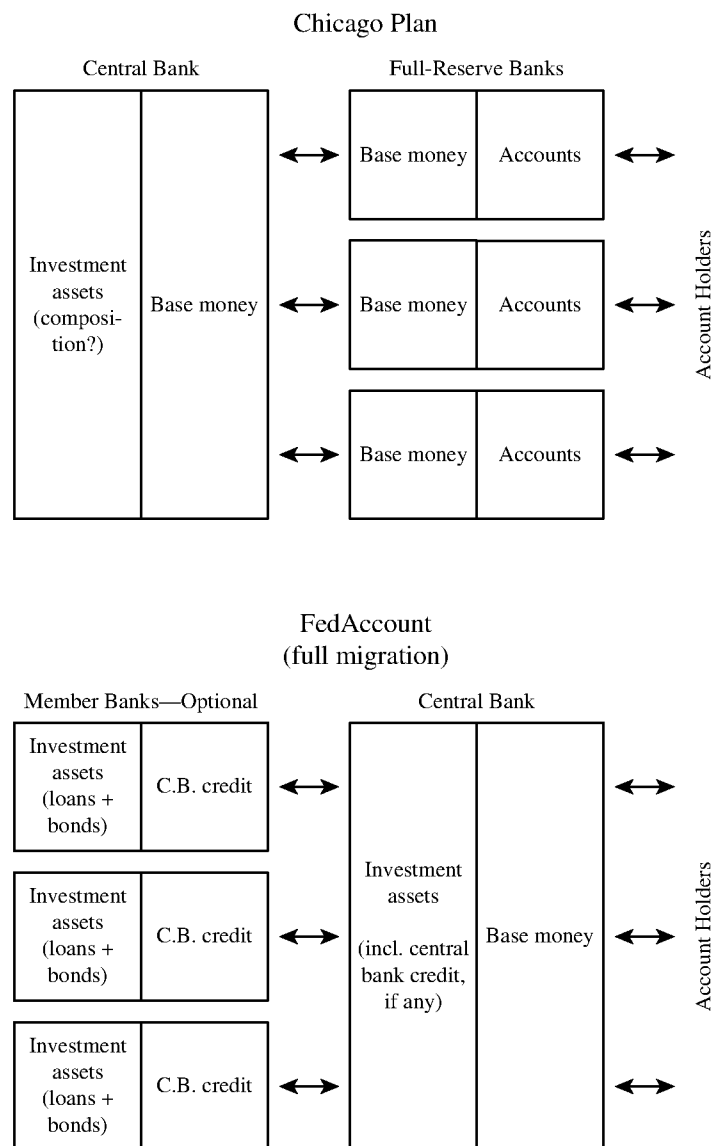 Chicago Plan
Central Bank
Full-Reserve Banks
Investment
assets
(composi-
tion?)
Base money
Base money
Accounts
Base money
Accounts
Base money
Accounts
Account Holders
FedAccount
(full migration)
Member Banks—Optional
Central Bank
Investment
assets
(loans +
bonds)
C.B. credit
Investment
assets
(loans +
bonds)
C.B. credit
Investment
assets
(loans +
bonds)
C.B. credit
Investment
assets
(incl. central
bank credit,
if any)
Base money
Account Holders